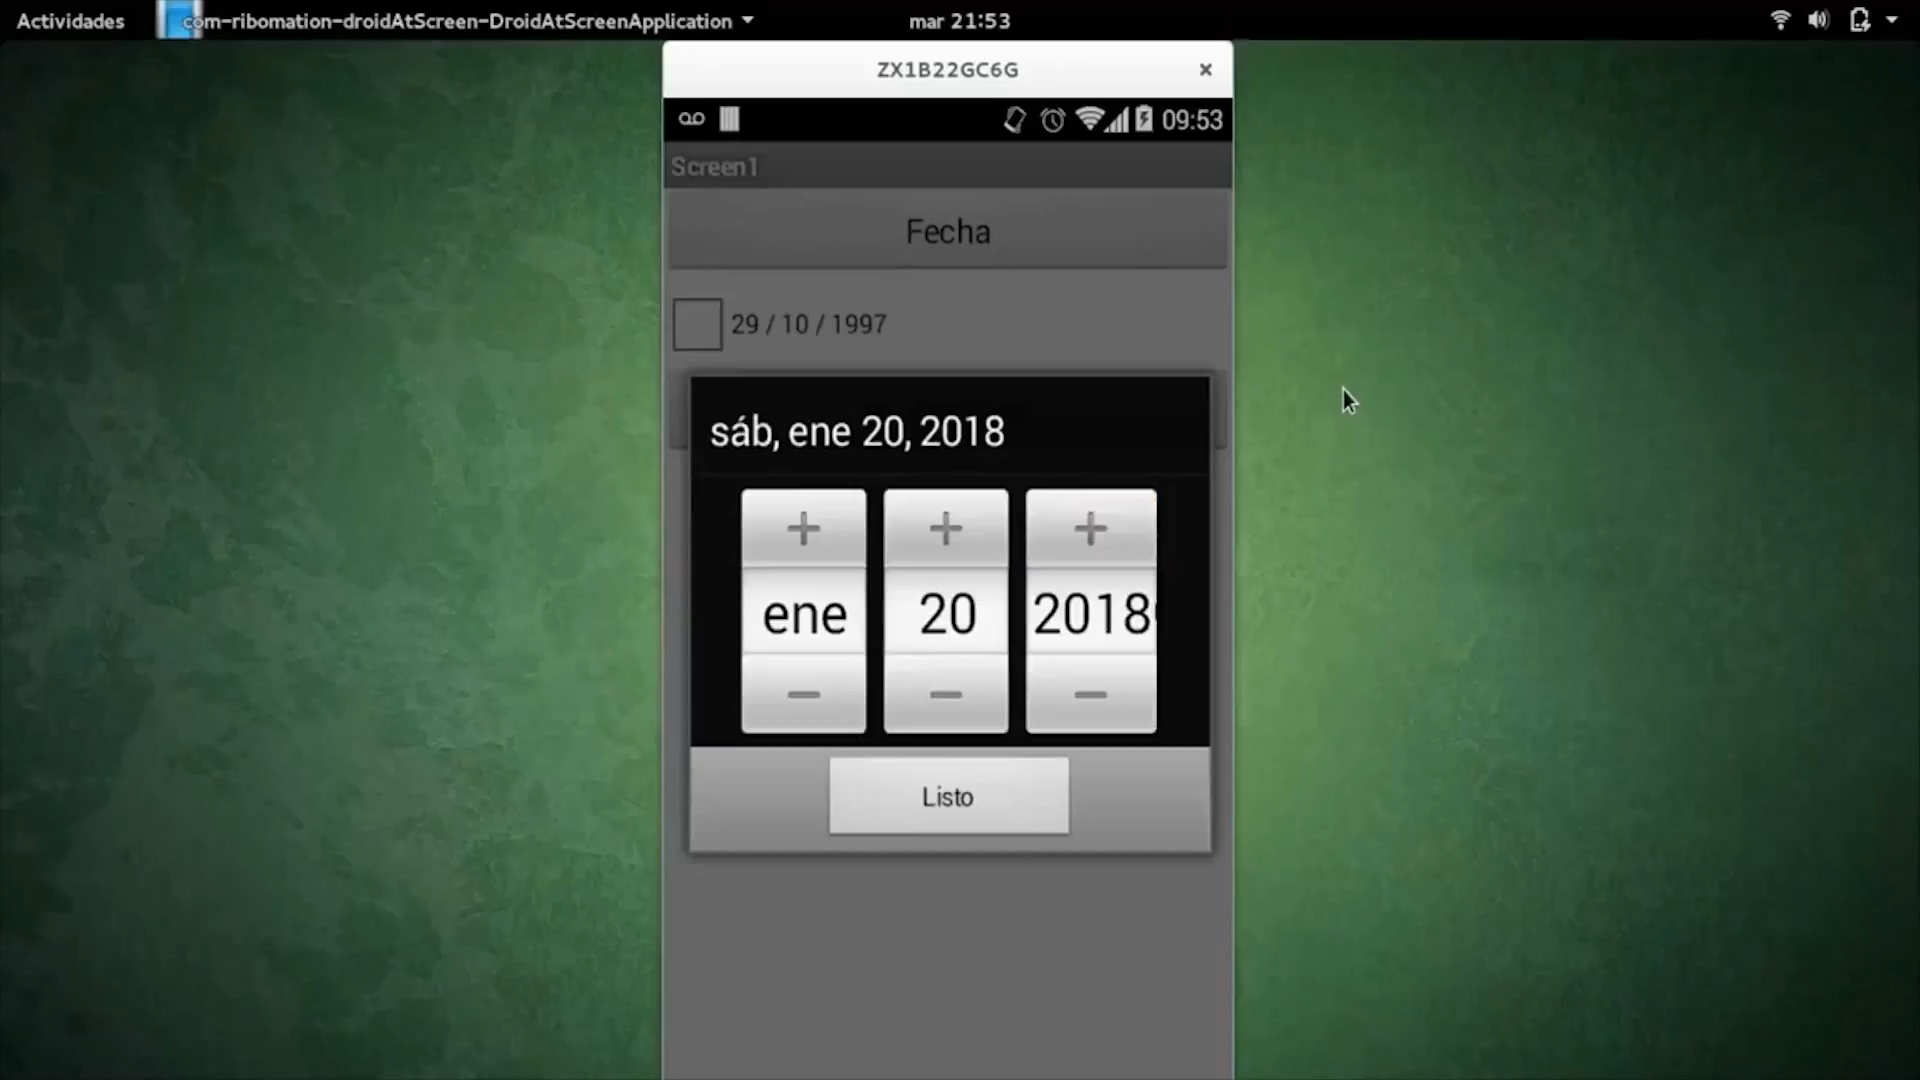 Actividades com-ribomation-droidAtScreen-DroidAtScreenApplication mar 21:53
ZX1B22GC6G ×
09:53
Screen1
Fecha
29 / 10 / 1997
sáb, ene 20, 2018
+ + +
ene 20 2018
− − −
Listo